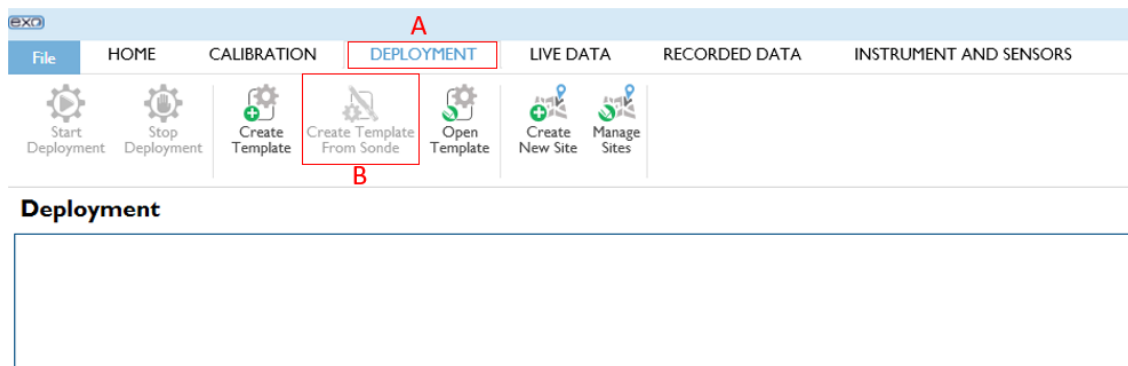 exo
A
File HOME CALIBRATION DEPLOYMENT LIVE DATA RECORDED DATA INSTRUMENT AND SENSORS
Start Stop Create Create Template Open Create Manage
Deployment Deployment Template From Sonde Template New Site Sites
B
Deployment